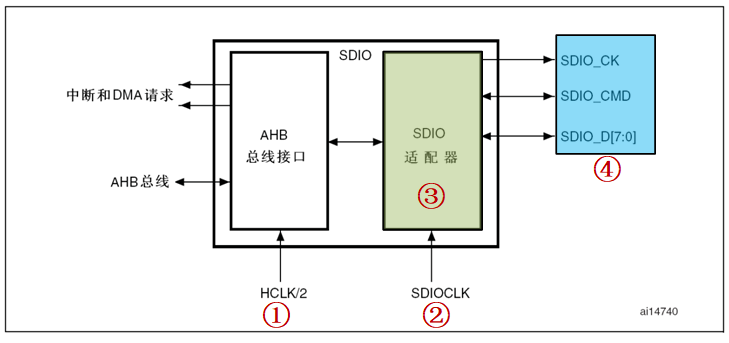 SDIO
中断和DMA请求
AHB
总线接口
SDIO
适配器
③
SDIO_CK
SDIO_CMD
SDIO_D[7:0]
④
AHB总线
HCLK/2
①
SDIOCLK
②
ai14740